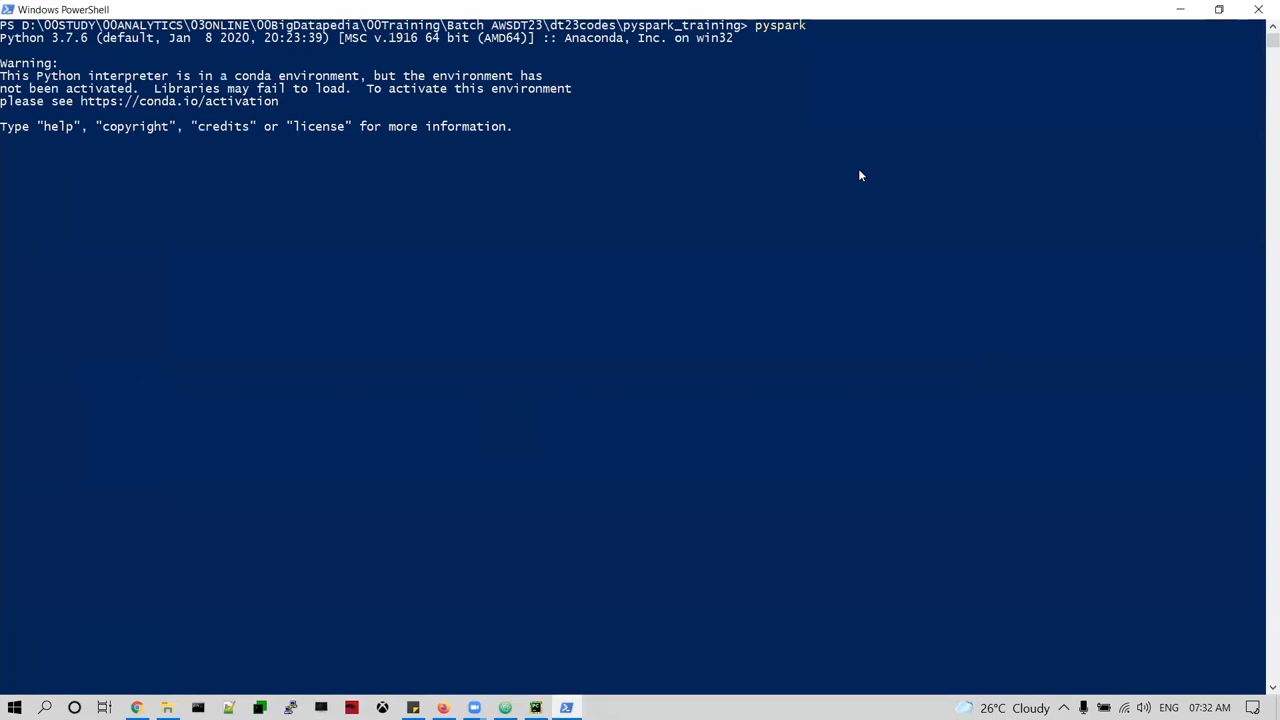 Windows PowerShell
PS D:\00STUDY\00ANALYTICS\03ONLINE\00BigDatapedia\00Training\Batch AWSDT23\dt23codes\pyspark_training> pyspark
Python 3.7.6 (default, Jan  8 2020, 20:23:39) [MSC v.1916 64 bit (AMD64)] :: Anaconda, Inc. on win32
Warning:
This Python interpreter is in a conda environment, but the environment has
not been activated.  Libraries may fail to load.  To activate this environment
please see https://conda.io/activation
Type "help", "copyright", "credits" or "license" for more information.
26°C Cloudy ENG 07:32 AM